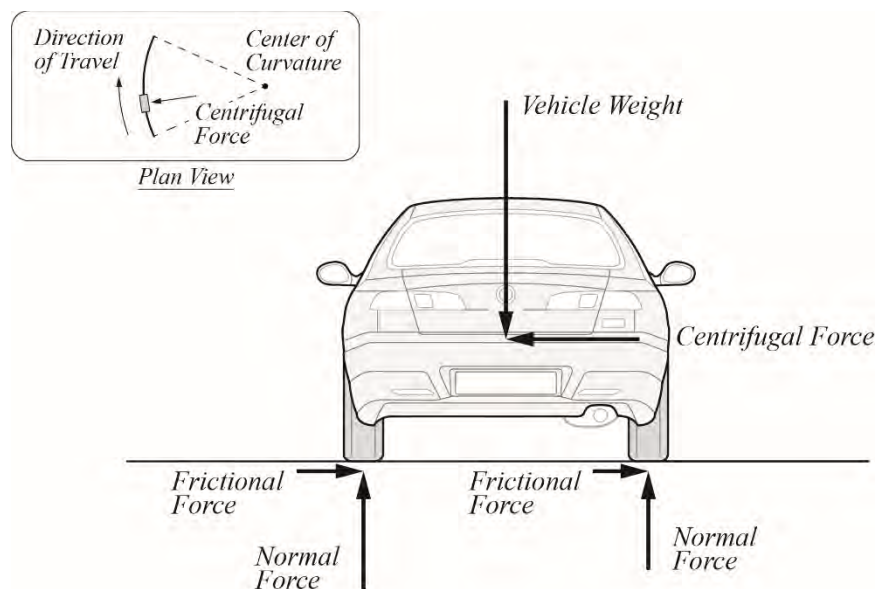 Direction
of Travel
Center of
Curvature
Centrifugal
Force
Plan View
Vehicle Weight
Centrifugal Force
Frictional
Force
Frictional
Force
Normal
Force
Normal
Force